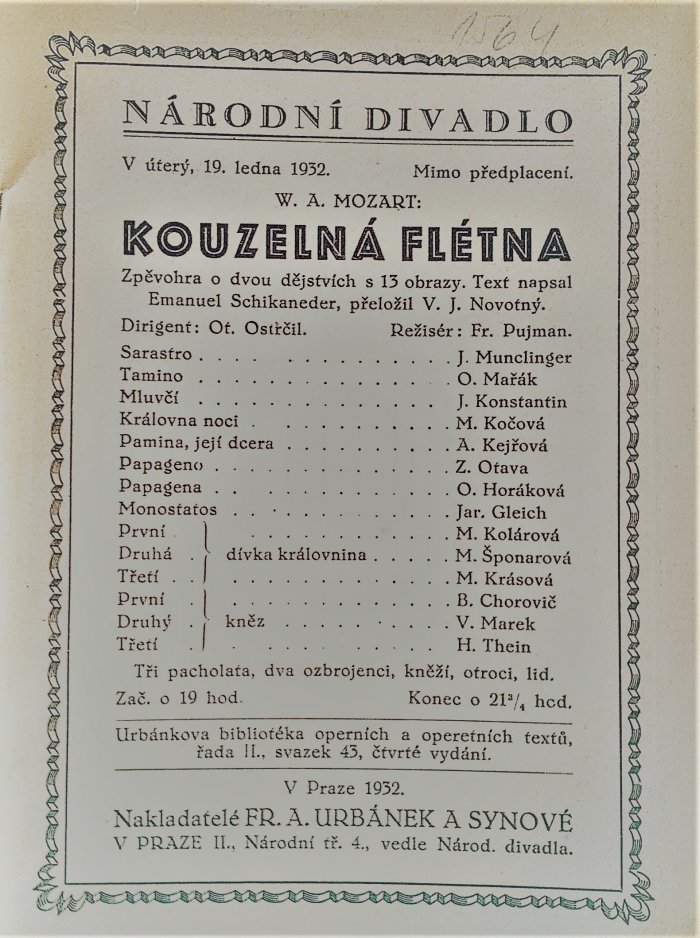 1564
NÁRODNÍ DIVADLO
V úterý, 19. ledna 1932. Mimo předplacení.
W. A. MOZART:
KOUZELNÁ FLÉTNA
Zpěvohra o dvou dějstvích s 13 obrazy. Text napsal
Emanuel Schikaneder, přeložil V. J. Novotný.
Dirigent: Ot. Ostrčil. Režisér: Fr. Pujman.
Sarastro . . . . . . . . . . . . J. Munclinger
Tamino . . . . . . . . . . . . . O. Mařák
Mluvčí . . . . . . . . . . . . . J. Konstantin
Královna noci . . . . . . . . . . M. Kočová
Pamina, její dcera . . . . . . . . A. Kejřová
Papageno . . . . . . . . . . . . Z. Otava
Papagena . . . . . . . . . . . . O. Horáková
Monostatos . . . . . . . . . . . Jar. Gleich
První . . . . . . . . . . M. Kolárová
Druhá . } dívka královnina . . . . . M. Šponarová
Třetí . . . . . . . . . . . M. Krásová
První . . . . . . . . . . . B. Chorovič
Druhý . } kněz . . . . . . . . . V. Marek
Třetí . . . . . . . . . . . H. Thein
Tři pacholata, dva ozbrojenci, kněží, otroci, lid.
Zač. o 19 hod. Konec o 21³/₄ hod.
Urbánkova bibliotéka operních a operetních textů,
řada II., svazek 43, čtvrté vydání.
V Praze 1932.
Nakladatelé FR. A. URBÁNEK A SYNOVÉ
V PRAZE II., Národní tř. 4., vedle Národ. divadla.